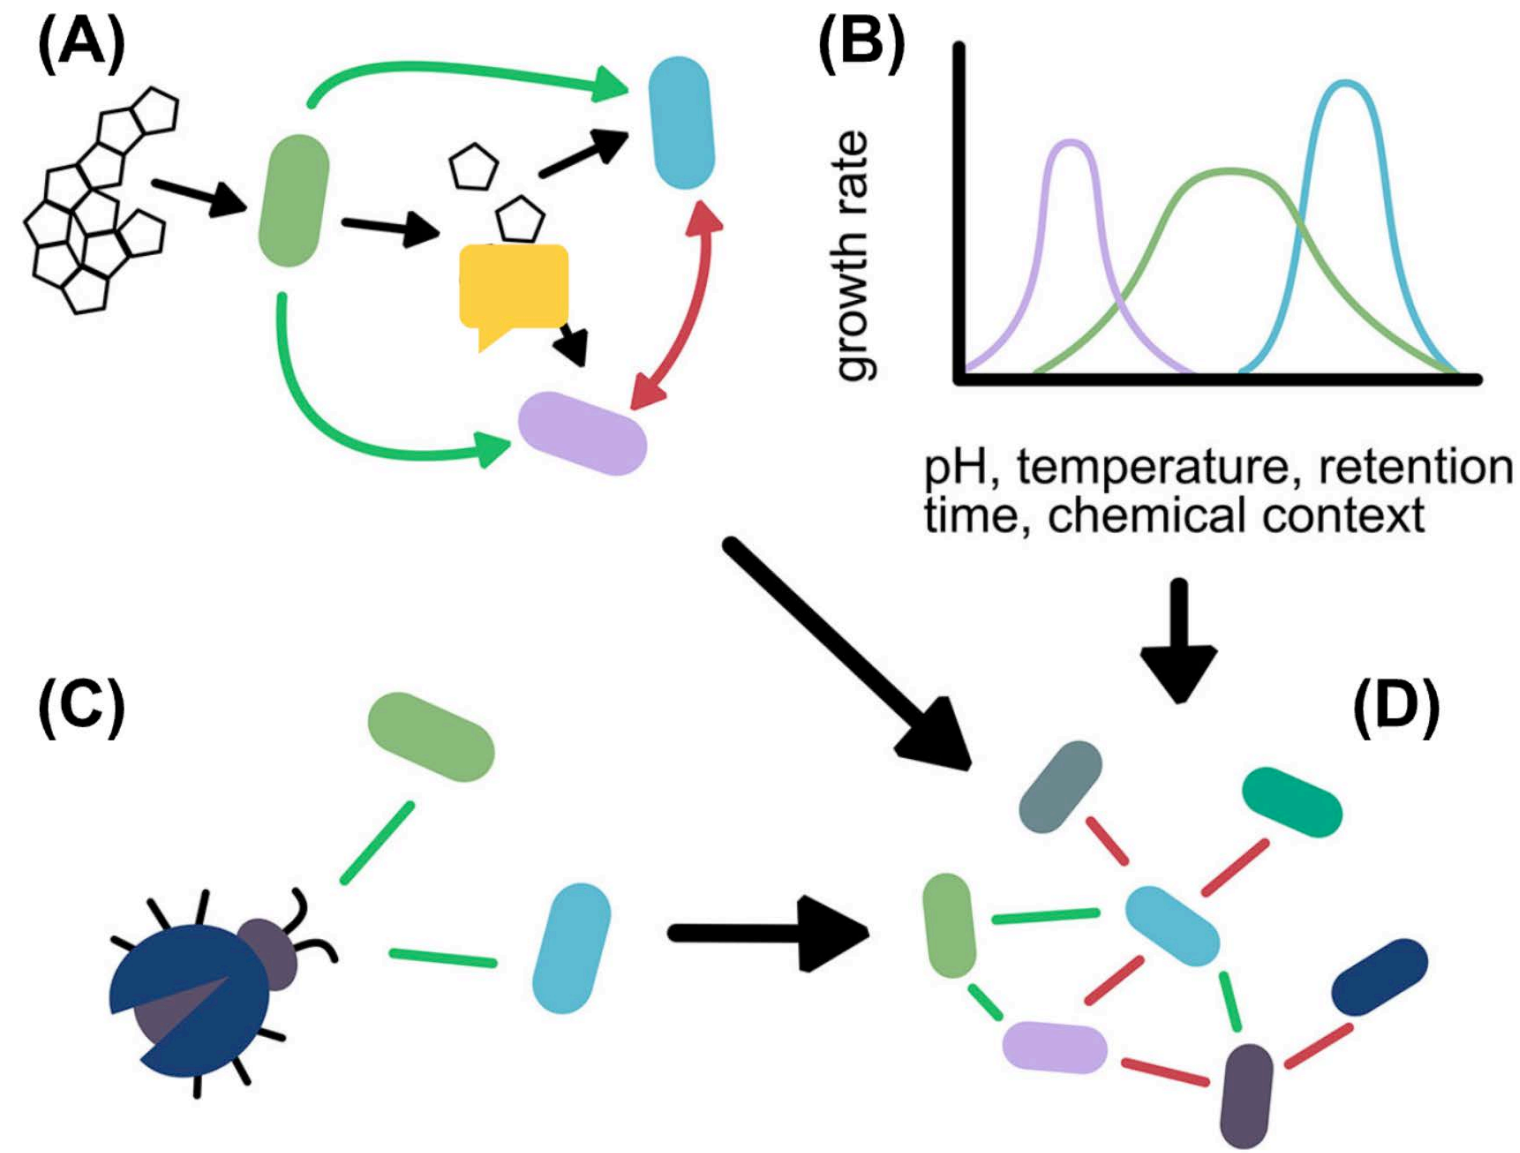 (A)
(B)
growth rate
pH, temperature, retention
time, chemical context
(C)
(D)